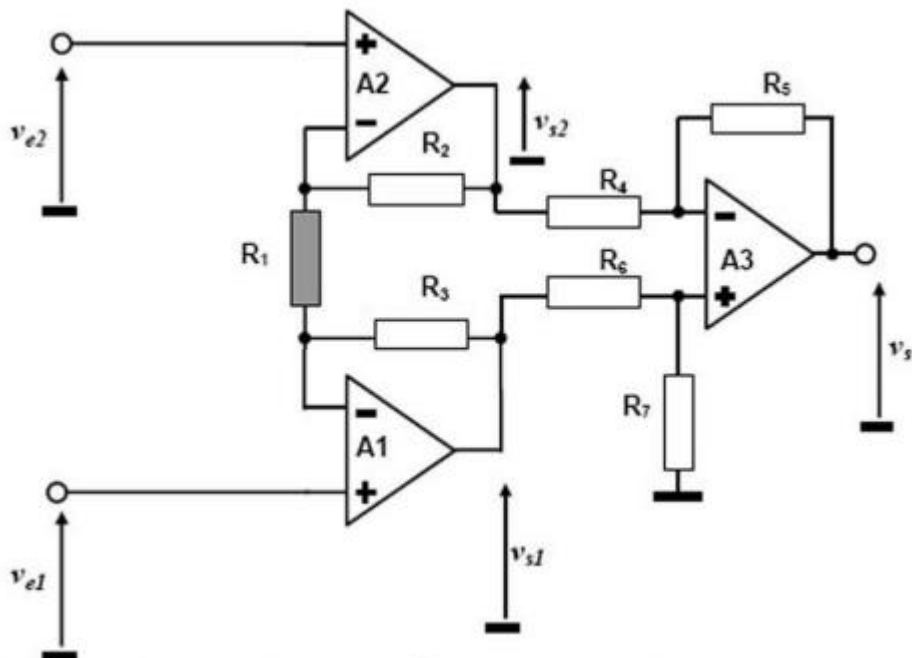 +
A2
R₅
v_s2
−
v_e2
R₂
R₄
−
R₁
A3
R₆
R₃
+
v_s
−
R₇
A1
+
v_s1
v_e1